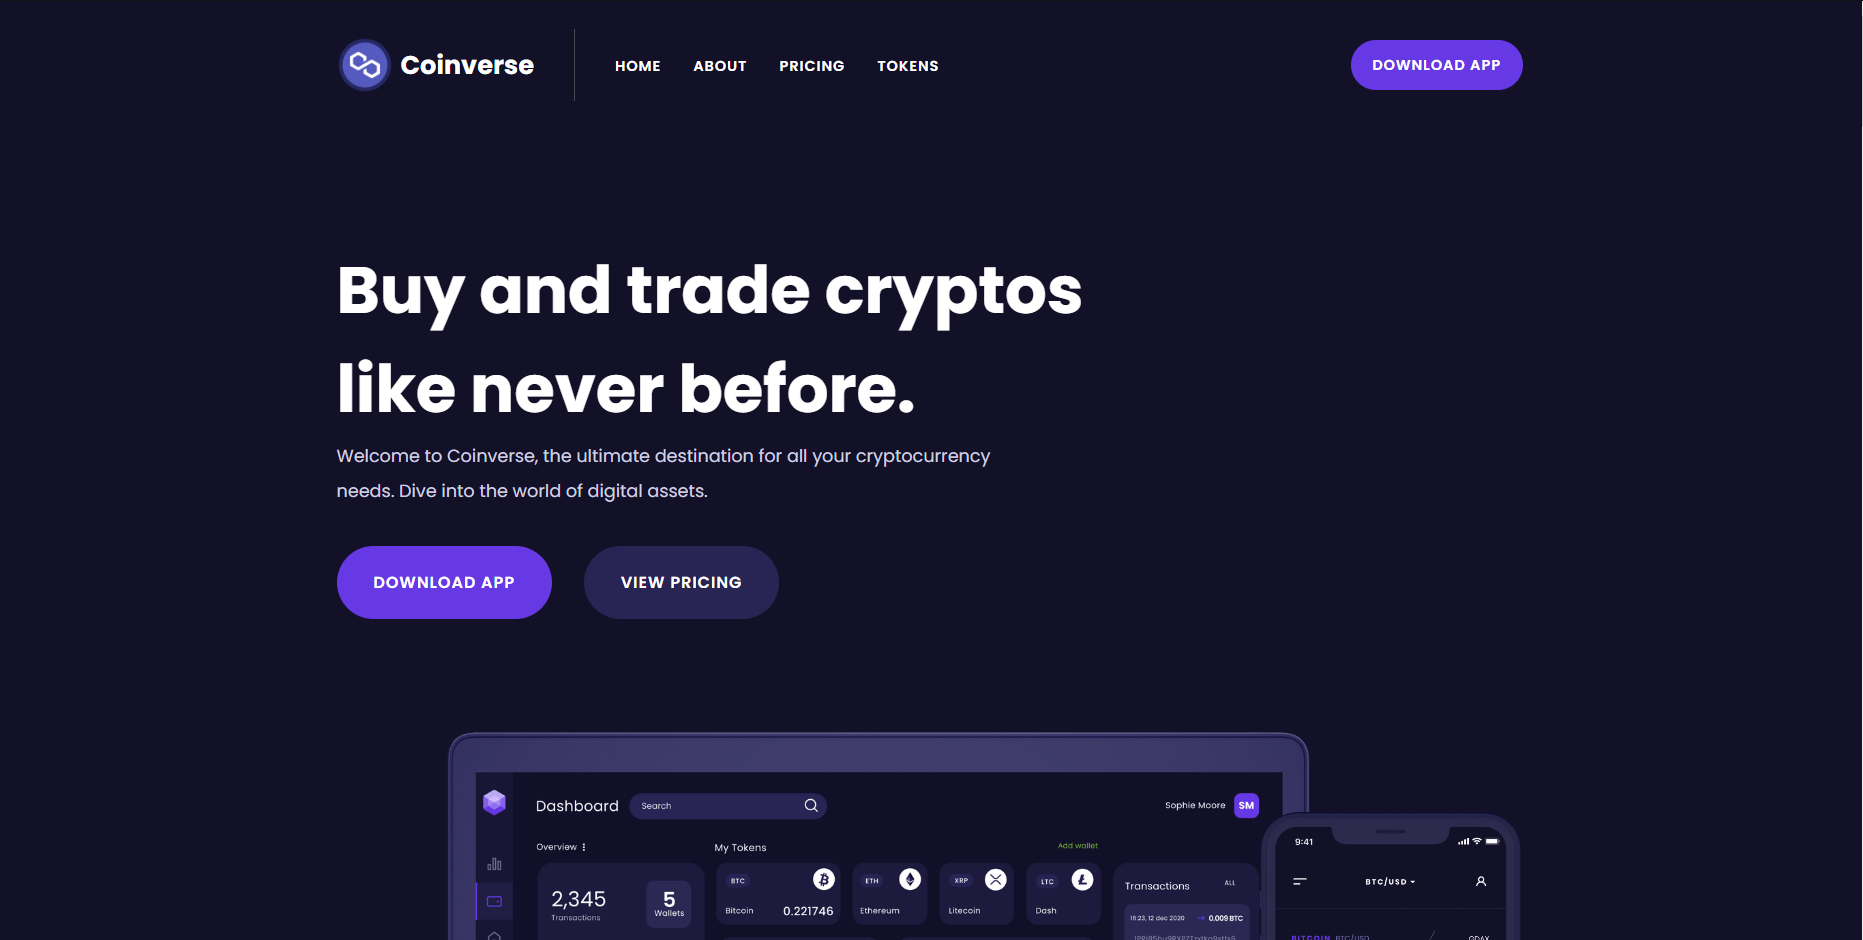 Coinverse
HOME ABOUT PRICING TOKENS
DOWNLOAD APP
Buy and trade cryptos
like never before.
Welcome to Coinverse, the ultimate destination for all your cryptocurrency
needs. Dive into the world of digital assets.
DOWNLOAD APP
VIEW PRICING
Dashboard
Search
Sophie Moore
SM
Overview
2,345
Transactions
5
Wallets
My Tokens
Add wallet
BTC
Bitcoin
0.221746
ETH
Ethereum
XRP
Litecoin
LTC
Dash
Transactions
ALL
16:23, 12 dec 2020
0.009 BTC
9:41
BTC/USD
BITCOIN BTC/USD
GDAX